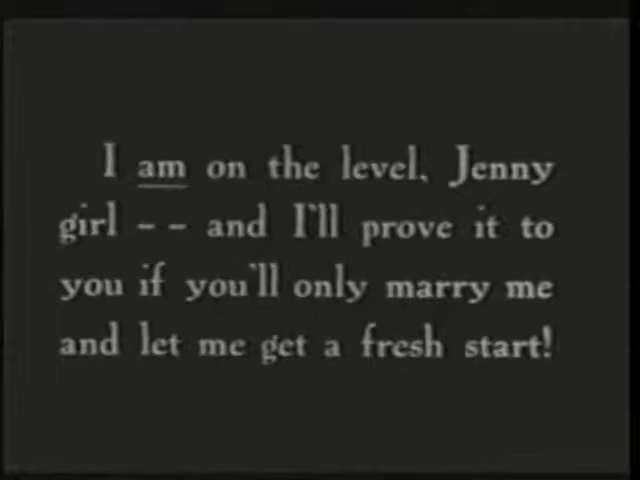 I am on the level, Jenny
girl -- and I'll prove it to
you if you'll only marry me
and let me get a fresh start!